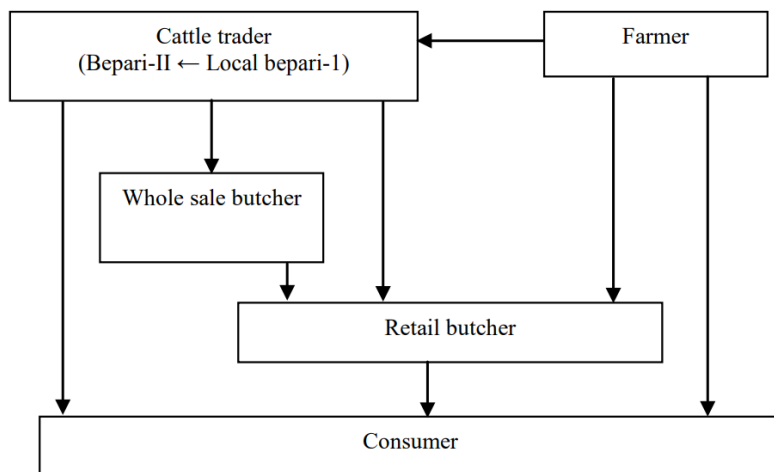 Cattle trader
(Bepari-II ← Local bepari-1)
Farmer
Whole sale butcher
Retail butcher
Consumer